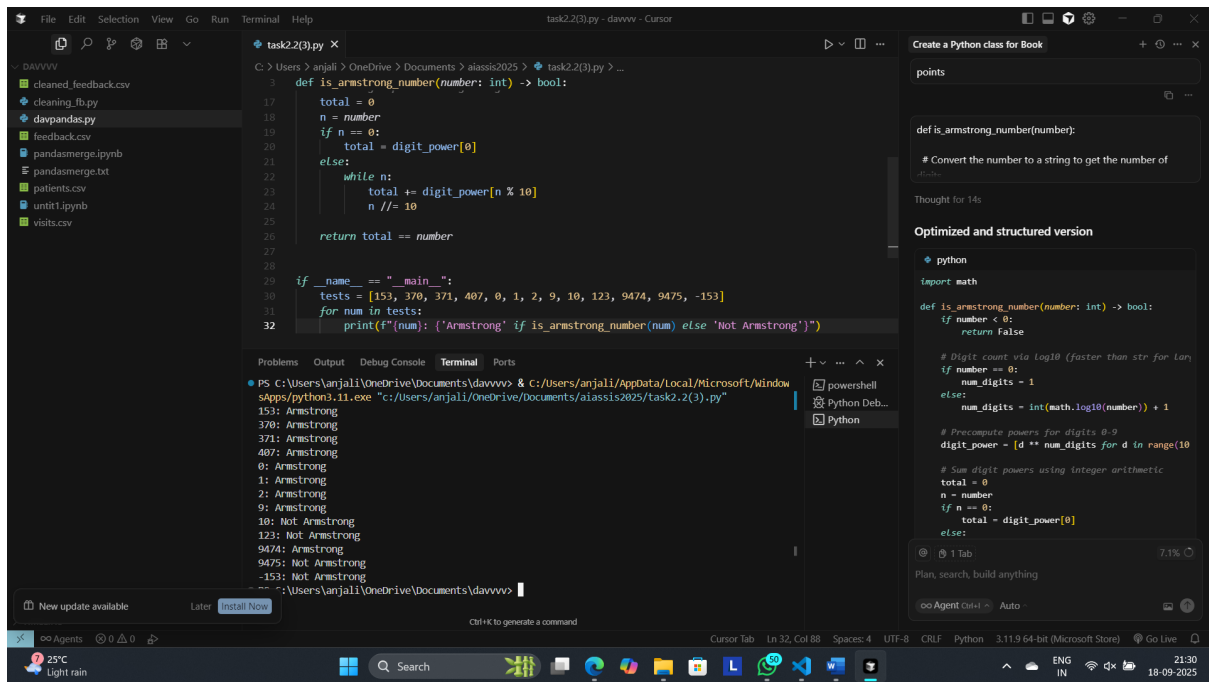 File Edit Selection View Go Run Terminal Help
task2.2(3).py - davvvv - Cursor
DAVVVV
cleaned_feedback.csv
cleaning_fb.py
davpandas.py
feedback.csv
pandasmerge.ipynb
pandasmerge.txt
patients.csv
untit1.ipynb
visits.csv
task2.2(3).py
C: > Users > anjali > OneDrive > Documents > aiassis2025 > task2.2(3).py > ...
3 def is_armstrong_number(number: int) -> bool:
17 total = 0
18 n = number
19 if n == 0:
20 total = digit_power[0]
21 else:
22 while n:
23 total += digit_power[n % 10]
24 n //= 10
25
26 return total == number
27
28
29 if __name__ == "__main__":
30 tests = [153, 370, 371, 407, 0, 1, 2, 9, 10, 123, 9474, 9475, -153]
31 for num in tests:
32 print(f"{num}: {'Armstrong' if is_armstrong_number(num) else 'Not Armstrong'}")
Problems Output Debug Console Terminal Ports
PS C:\Users\anjali\OneDrive\Documents\davvvv> & C:/Users/anjali/AppData/Local/Microsoft/Window
sApps/python3.11.exe "c:/Users/anjali/OneDrive/Documents/aiassis2025/task2.2(3).py"
153: Armstrong
370: Armstrong
371: Armstrong
407: Armstrong
0: Armstrong
1: Armstrong
2: Armstrong
9: Armstrong
10: Not Armstrong
123: Not Armstrong
9474: Armstrong
9475: Not Armstrong
-153: Not Armstrong
PS C:\Users\anjali\OneDrive\Documents\davvvv>
Ctrl+K to generate a command
powershell
Python Deb...
Python
Create a Python class for Book
points
def is_armstrong_number(number):
# Convert the number to a string to get the number of
digits
Thought for 14s
Optimized and structured version
python
import math
def is_armstrong_number(number: int) -> bool:
if number < 0:
return False
# Digit count via log10 (faster than str for lar
if number == 0:
num_digits = 1
else:
num_digits = int(math.log10(number)) + 1
# Precompute powers for digits 0-9
digit_power = [d ** num_digits for d in range(10
# Sum digit powers using integer arithmetic
total = 0
n = number
if n == 0:
total = digit_power[0]
else:
1 Tab
7.1%
Plan, search, build anything
Agent Ctrl+I
Auto
New update available Later Install Now
Agents 0 0
Cursor Tab Ln 32, Col 88 Spaces: 4 UTF-8 CRLF Python 3.11.9 64-bit (Microsoft Store) Go Live
7
25°C
Light rain
Search
50
ENG
IN
21:30
18-09-2025